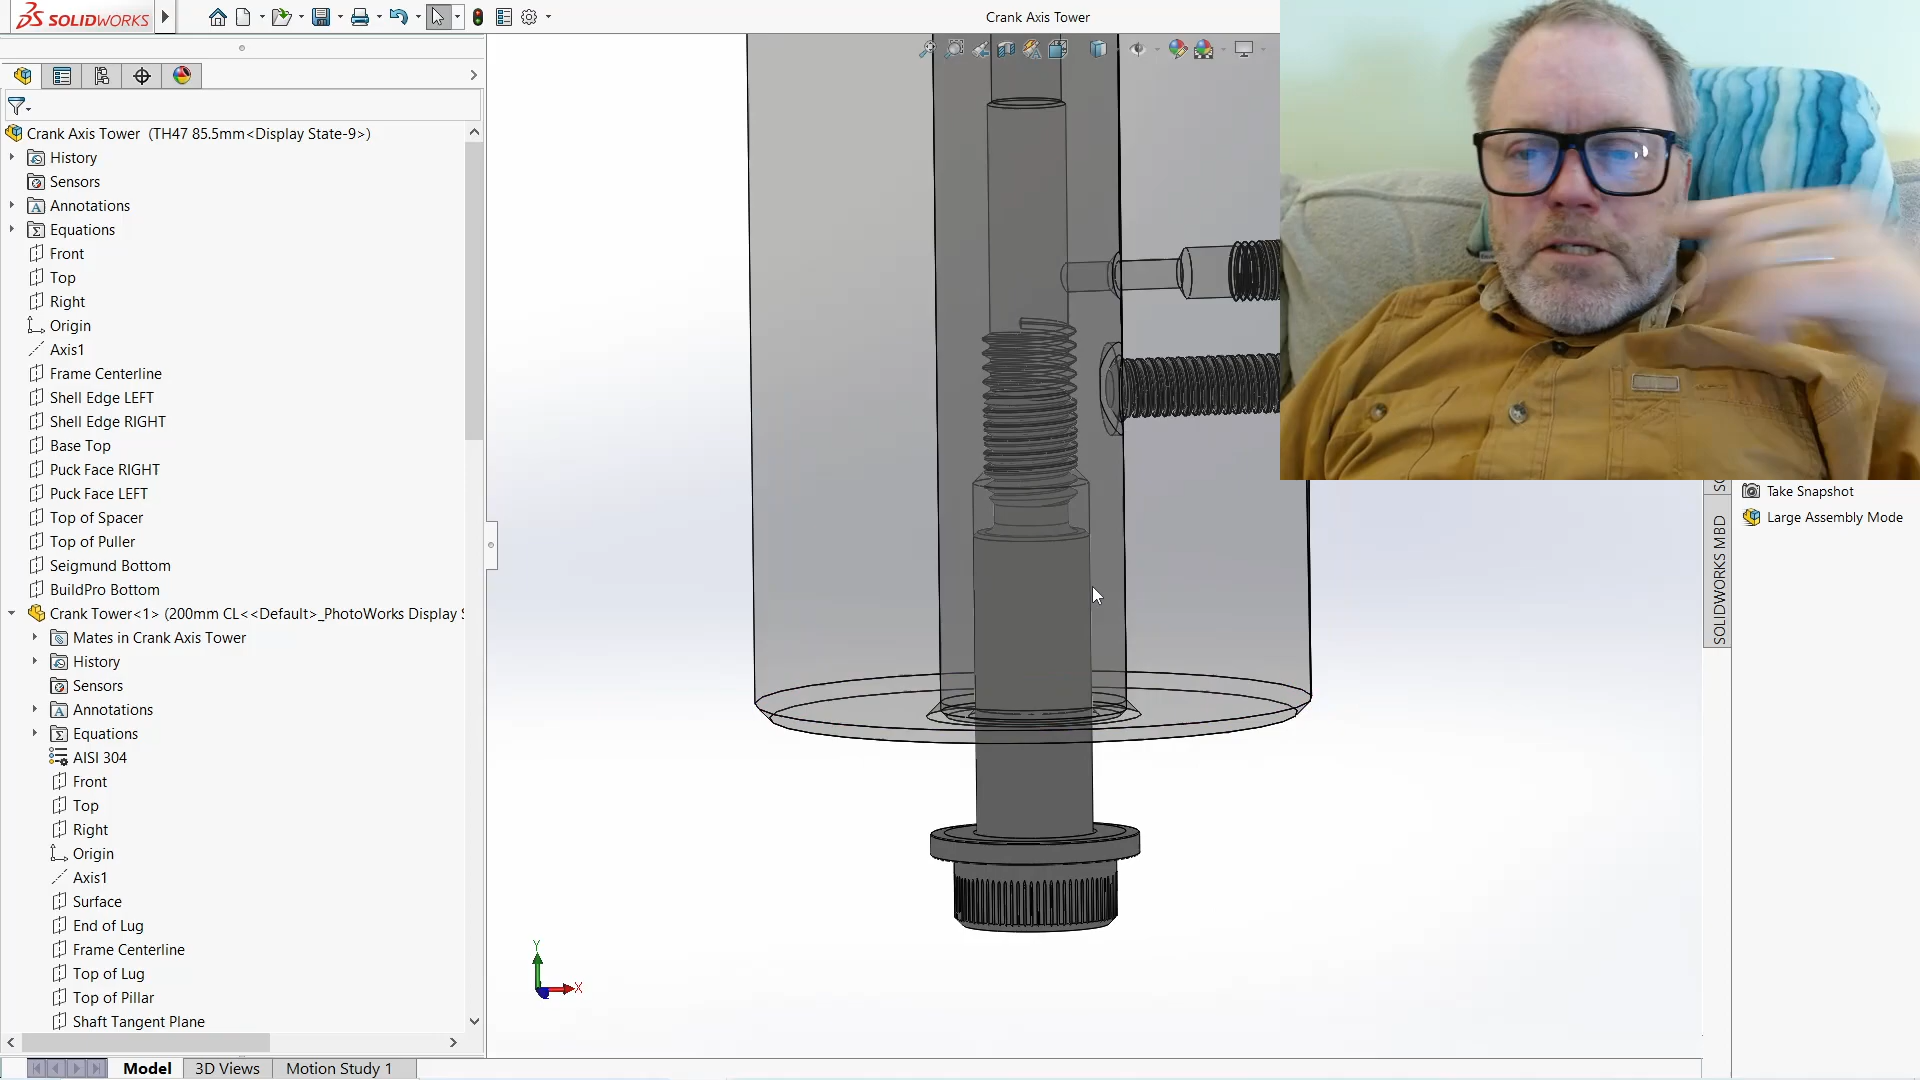 SOLIDWORKS
Crank Axis Tower
Crank Axis Tower (TH47 85.5mm<Display State-9>)
History
Sensors
Annotations
Equations
Front
Top
Right
Origin
Axis1
Frame Centerline
Shell Edge LEFT
Shell Edge RIGHT
Base Top
Puck Face RIGHT
Puck Face LEFT
Top of Spacer
Top of Puller
Seigmund Bottom
BuildPro Bottom
Crank Tower<1> (200mm CL<<Default>_PhotoWorks Display S
Mates in Crank Axis Tower
History
Sensors
Annotations
Equations
AISI 304
Front
Top
Right
Origin
Axis1
Surface
End of Lug
Frame Centerline
Top of Lug
Top of Pillar
Shaft Tangent Plane
Y
X
Take Snapshot
Large Assembly Mode
SOLIDWORKS MBD
Model
3D Views
Motion Study 1